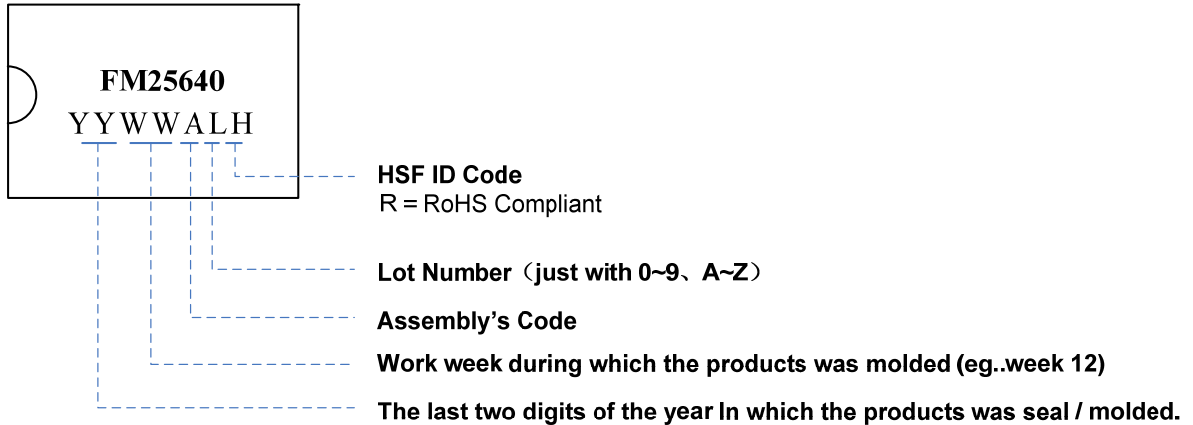 FM25640
YYWWALH
HSF ID Code
R = RoHS Compliant
Lot Number（just with 0~9、A~Z）
Assembly’s Code
Work week during which the products was molded (eg..week 12)
The last two digits of the year In which the products was seal / molded.